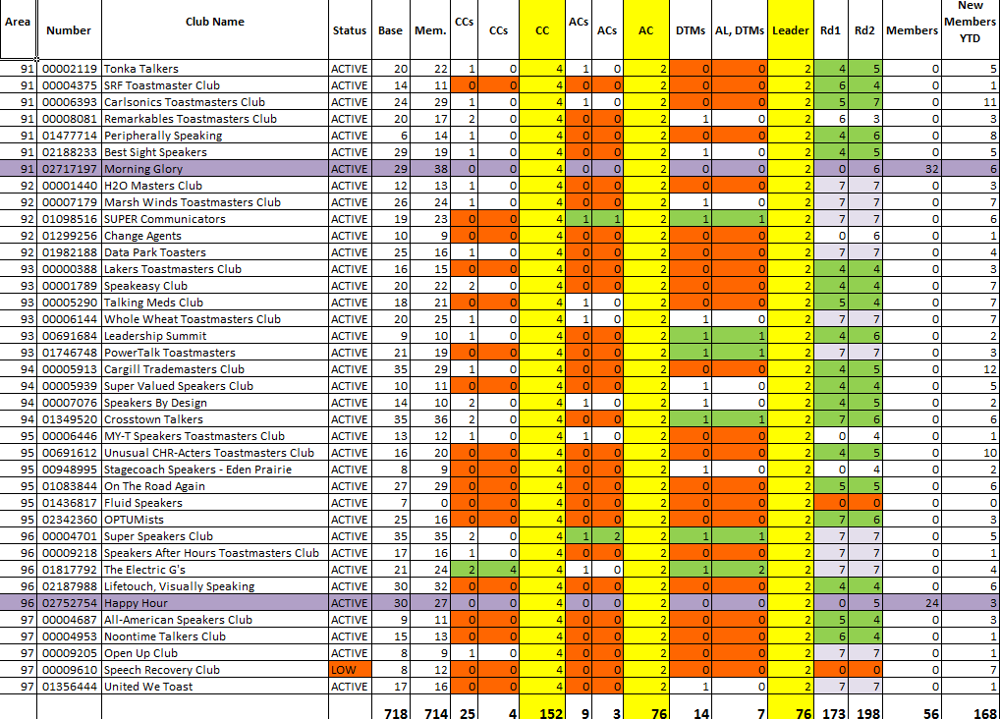 Area Number Club Name Status Base Mem. CCs CCs CC ACs ACs AC DTMs AL, DTMs Leader Rd1 Rd2 Members New Members YTD
91 00002119 Tonka Talkers ACTIVE 20 22 1 0 4 1 0 2 0 0 2 4 5 0 5
91 00004375 SRF Toastmaster Club ACTIVE 14 11 0 0 4 0 0 2 0 0 2 6 4 0 1
91 00006393 Carlsonics Toastmasters Club ACTIVE 24 29 1 0 4 1 0 2 0 0 2 5 7 0 11
91 00008081 Remarkables Toastmasters Club ACTIVE 20 17 2 0 4 0 0 2 1 0 2 6 3 0 3
91 01477714 Peripherally Speaking ACTIVE 6 14 1 0 4 0 0 2 0 0 2 4 6 0 8
91 02188233 Best Sight Speakers ACTIVE 29 19 1 0 4 0 0 2 1 0 2 4 5 0 5
91 02717197 Morning Glory ACTIVE 29 38 0 0 4 0 0 2 0 0 2 0 6 32 6
92 00001440 H2O Masters Club ACTIVE 12 13 1 0 4 0 0 2 0 0 2 7 7 0 3
92 00007179 Marsh Winds Toastmasters Club ACTIVE 26 24 1 0 4 0 0 2 1 0 2 7 7 0 7
92 01098516 SUPER Communicators ACTIVE 19 23 0 0 4 1 1 2 1 1 2 7 7 0 6
92 01299256 Change Agents ACTIVE 10 9 0 0 4 0 0 2 0 0 2 0 6 0 1
92 01982188 Data Park Toasters ACTIVE 25 16 1 0 4 0 0 2 0 0 2 7 7 0 4
93 00000388 Lakers Toastmasters Club ACTIVE 16 15 0 0 4 0 0 2 0 0 2 4 4 0 3
93 00001789 Speakeasy Club ACTIVE 20 22 2 0 4 0 0 2 0 0 2 4 4 0 7
93 00005290 Talking Meds Club ACTIVE 18 21 0 0 4 1 0 2 0 0 2 5 4 0 7
93 00006144 Whole Wheat Toastmasters Club ACTIVE 20 25 1 0 4 1 0 2 1 0 2 7 7 0 7
93 00691684 Leadership Summit ACTIVE 9 10 1 0 4 0 0 2 1 1 2 4 6 0 2
93 01746748 PowerTalk Toastmasters ACTIVE 21 19 0 0 4 0 0 2 1 1 2 7 7 0 3
94 00005913 Cargill Trademasters Club ACTIVE 35 29 1 0 4 0 0 2 0 0 2 4 5 0 12
94 00005939 Super Valued Speakers Club ACTIVE 10 11 0 0 4 0 0 2 1 0 2 4 4 0 5
94 00007076 Speakers By Design ACTIVE 14 10 2 0 4 1 0 2 1 0 2 4 5 0 2
94 01349520 Crosstown Talkers ACTIVE 35 36 2 0 4 0 0 2 1 1 2 7 6 0 6
95 00006446 MY-T Speakers Toastmasters Club ACTIVE 13 12 1 0 4 1 0 2 0 0 2 0 4 0 1
95 00691612 Unusual CHR-Acters Toastmasters Club ACTIVE 16 20 0 0 4 0 0 2 0 0 2 4 5 0 10
95 00948995 Stagecoach Speakers - Eden Prairie ACTIVE 8 9 0 0 4 0 0 2 1 0 2 0 4 0 2
95 01083844 On The Road Again ACTIVE 27 29 0 0 4 0 0 2 0 0 2 5 5 0 6
95 01436817 Fluid Speakers ACTIVE 7 0 0 0 4 0 0 2 0 0 2 0 0 0 0
95 02342360 OPTUMists ACTIVE 25 16 0 0 4 0 0 2 0 0 2 7 6 0 3
96 00004701 Super Speakers Club ACTIVE 35 35 2 0 4 1 2 2 1 1 2 7 7 0 5
96 00009218 Speakers After Hours Toastmasters Club ACTIVE 17 16 1 0 4 0 0 2 0 0 2 7 7 0 1
96 01817792 The Electric G's ACTIVE 21 24 2 4 4 1 0 2 1 2 2 7 7 0 4
96 02187988 Lifetouch, Visually Speaking ACTIVE 30 32 0 0 4 0 0 2 0 0 2 4 4 0 6
96 02752754 Happy Hour ACTIVE 30 27 0 0 4 0 0 2 0 0 2 0 5 24 3
97 00004687 All-American Speakers Club ACTIVE 9 11 0 0 4 0 0 2 0 0 2 5 4 0 3
97 00004953 Noontime Talkers Club ACTIVE 15 13 0 0 4 0 0 2 0 0 2 6 4 0 1
97 00009205 Open Up Club ACTIVE 8 9 1 0 4 0 0 2 0 0 2 7 7 0 1
97 00009610 Speech Recovery Club LOW 8 12 0 0 4 0 0 2 0 0 2 0 0 0 7
97 01356444 United We Toast ACTIVE 17 16 0 0 4 0 0 2 1 0 2 7 7 0 1
718 714 25 4 152 9 3 76 14 7 76 173 198 56 168